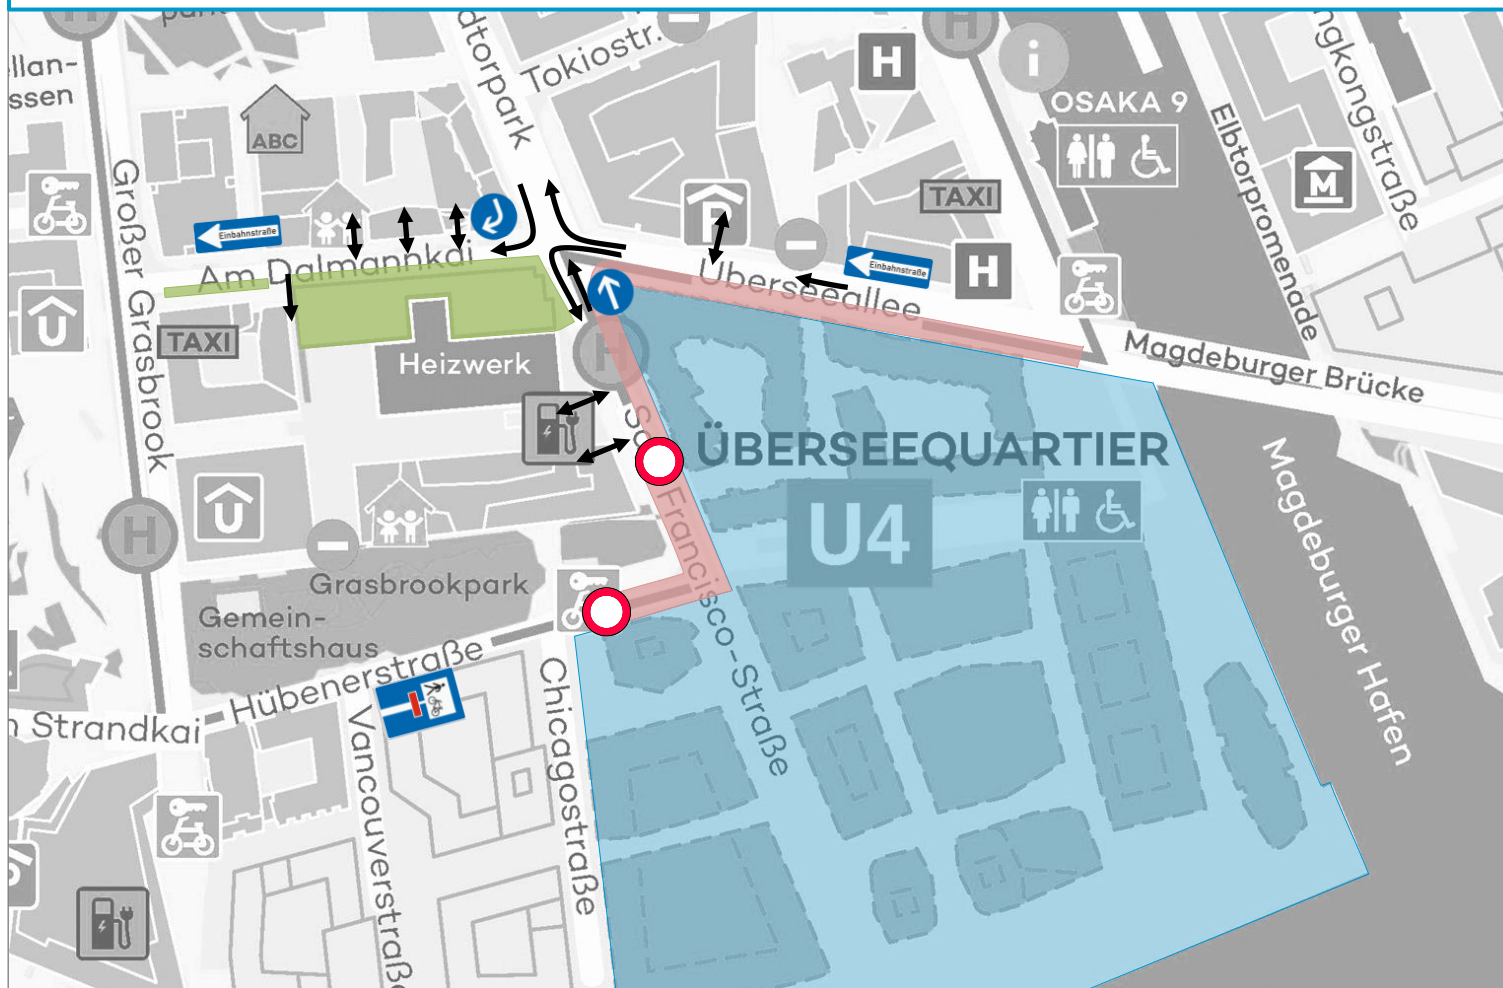 H
dtorpark
Tokiostr.
H
H
i
ngkongstraße
llan-
ssen
ABC
OSAKA 9
Elbtorpromenade
M
Großer Grasbrook
TAXI
P
Einbahnstraße
Am Dalmannkai
Überseeallee
Einbahnstraße
H
U
TAXI
Heizwerk
H
Magdeburger Brücke
ÜBERSEEQUARTIER
U4
San Francisco-Straße
U
H
Grasbrookpark
Gemein-
schaftshaus
Hübenerstraße
Strandkai
Vancouverstraße
Chicagostraße
Magdeburger Hafen